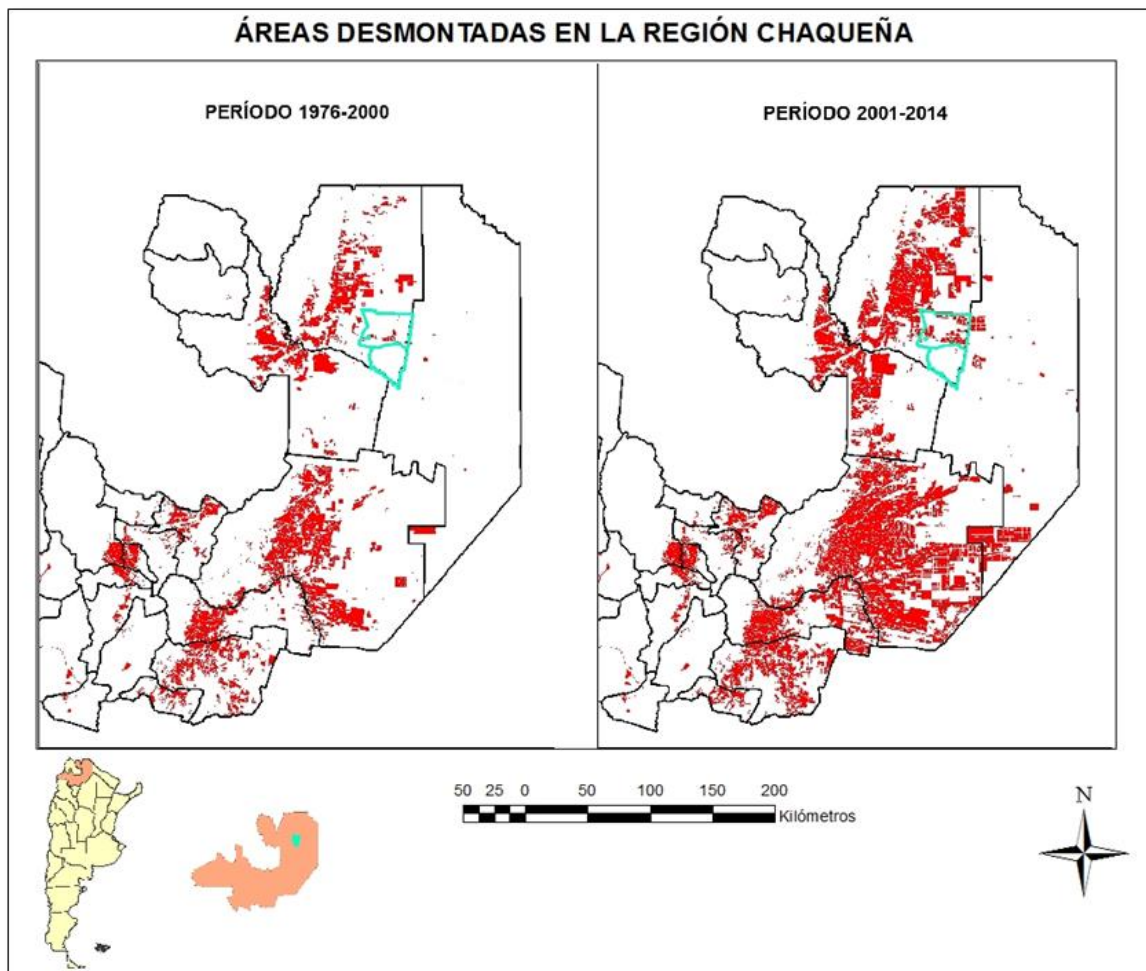 ÁREAS DESMONTADAS EN LA REGIÓN CHAQUEÑA
PERÍODO 1976-2000
PERÍODO 2001-2014
50 25 0 50 100 150 200
Kilómetros
N